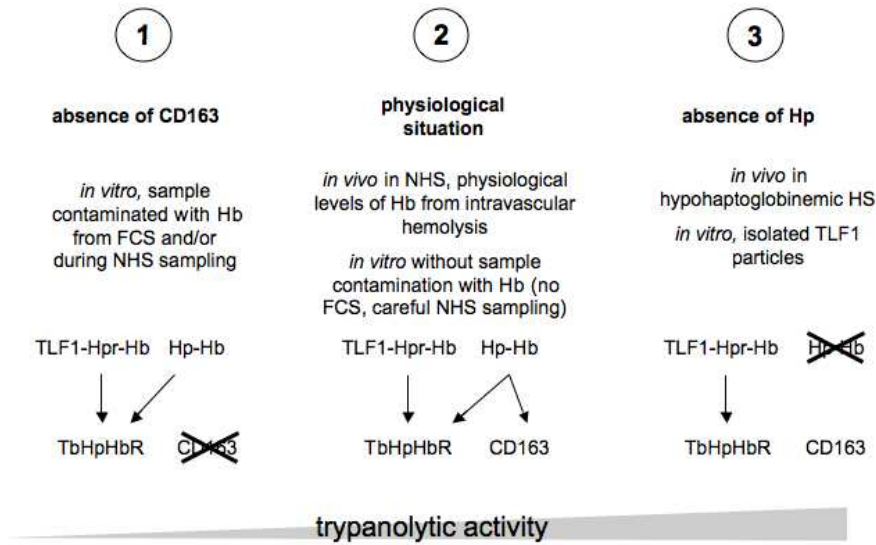 1
absence of CD163
in vitro, sample
contaminated with Hb
from FCS and/or
during NHS sampling
TLF1-Hpr-Hb Hp-Hb
TbHpHbR CD163
2
physiological
situation
in vivo in NHS, physiological
levels of Hb from intravascular
hemolysis
in vitro without sample
contamination with Hb (no
FCS, careful NHS sampling)
TLF1-Hpr-Hb Hp-Hb
TbHpHbR CD163
3
absence of Hp
in vivo in
hypohaptoglobinemic HS
in vitro, isolated TLF1
particles
TLF1-Hpr-Hb Hp-Hb
TbHpHbR CD163
trypanolytic activity